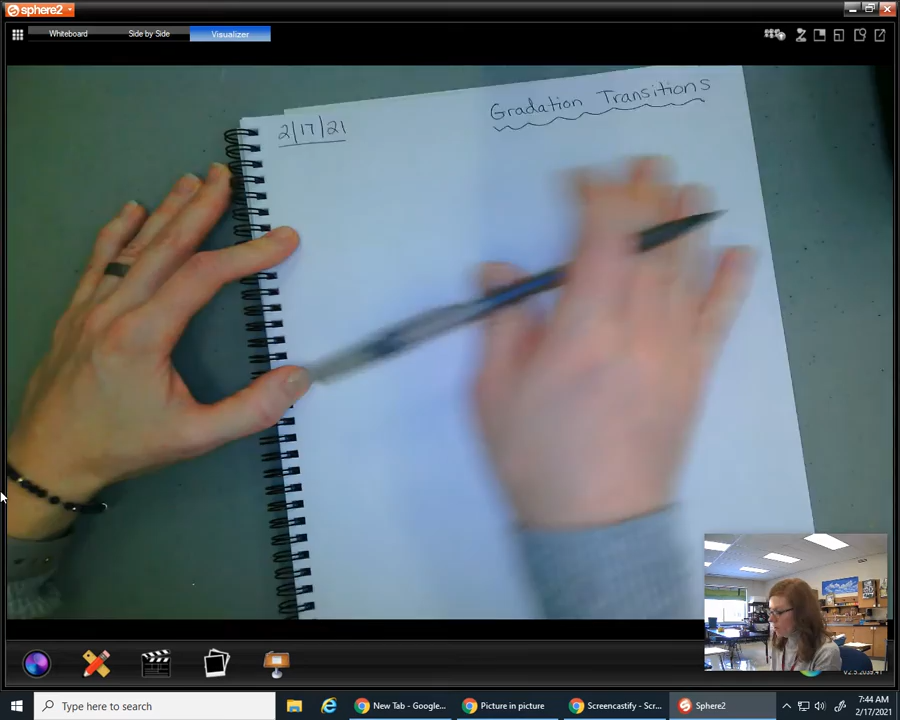 sphere2
Whiteboard
Side by Side
Visualizer
2/17/21
Gradation Transitions
Type here to search
New Tab - Google...
Picture in picture
Screencastify - Scr...
Sphere2
7:44 AM
2/17/2021